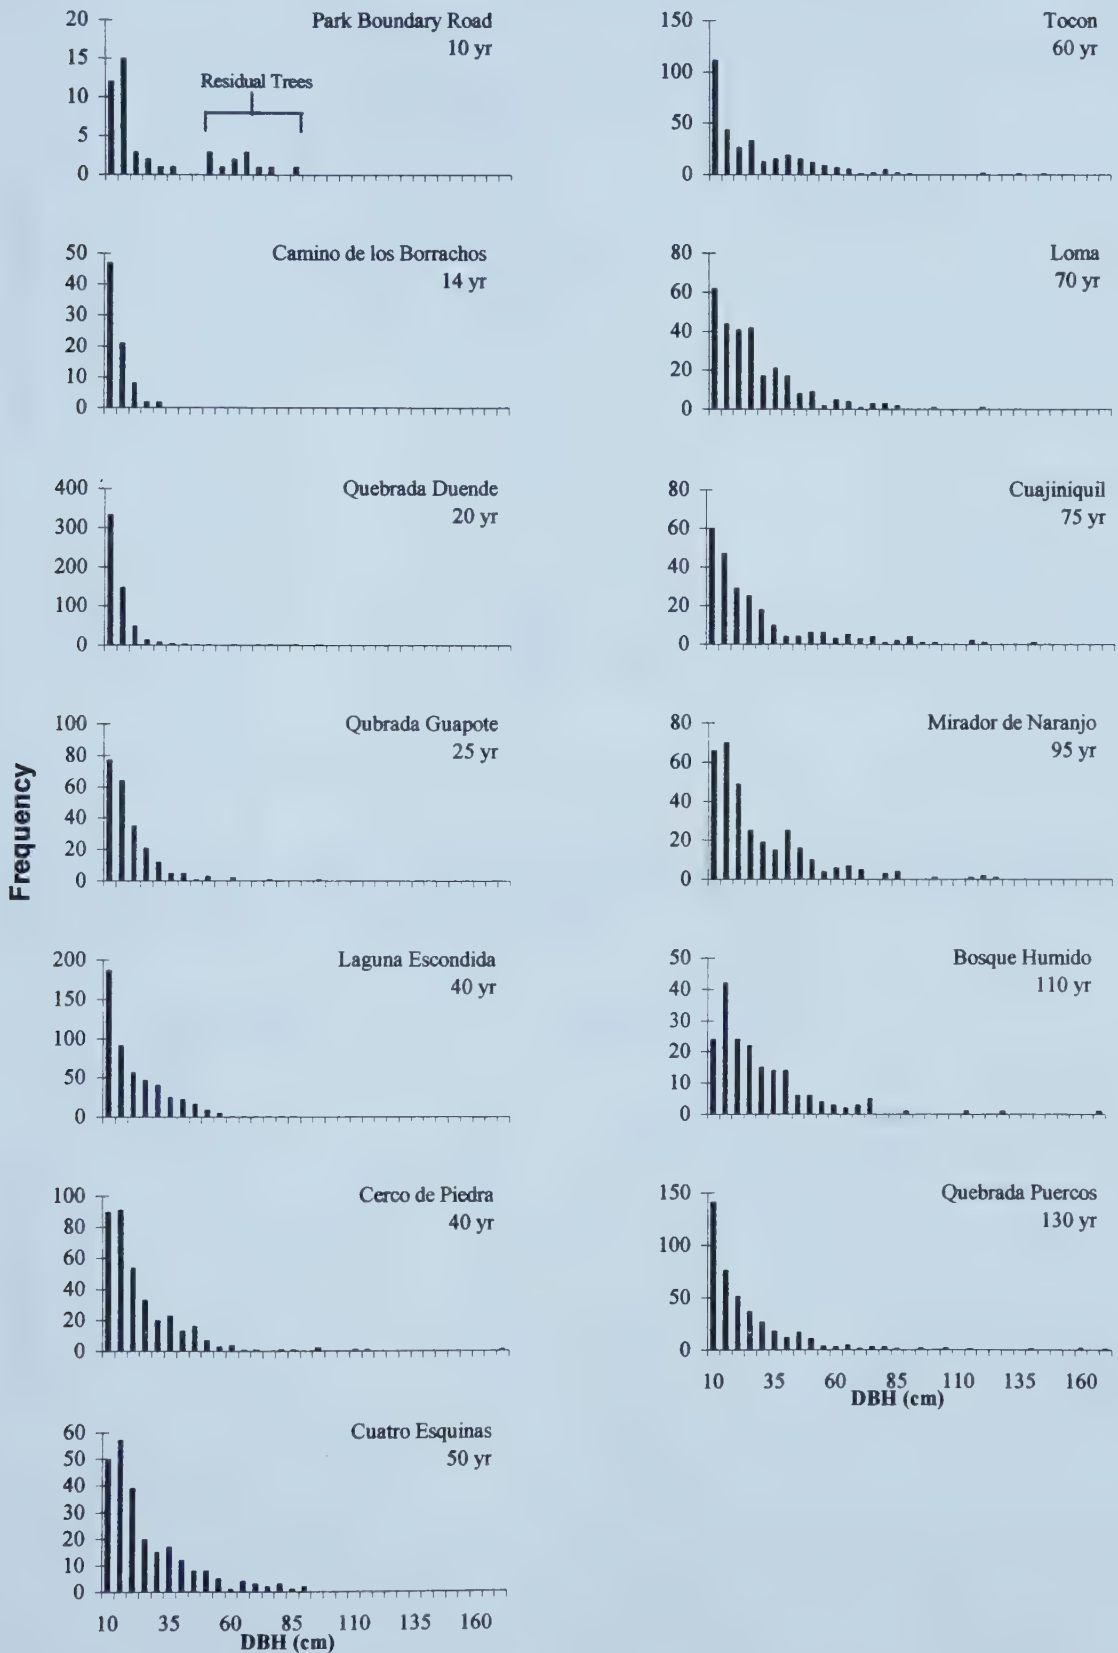 Frequency
Park Boundary Road
10 yr
20
15
10
5
0
Residual Trees
Camino de los Borrachos
14 yr
50
40
30
20
10
0
Quebrada Duende
20 yr
400
300
200
100
0
Qubrada Guapote
25 yr
100
80
60
40
20
0
Laguna Escondida
40 yr
200
150
100
50
0
Cerco de Piedra
40 yr
100
80
60
40
20
0
Cuatro Esquinas
50 yr
60
50
40
30
20
10
0
10 35 60 85 110 135 160
DBH (cm)
Tocon
60 yr
150
100
50
0
Loma
70 yr
80
60
40
20
0
Cuajiniquil
75 yr
80
60
40
20
0
Mirador de Naranjo
95 yr
80
60
40
20
0
Bosque Humido
110 yr
50
40
30
20
10
0
Quebrada Puercos
130 yr
150
100
50
0
10 35 60 85 110 135 160
DBH (cm)